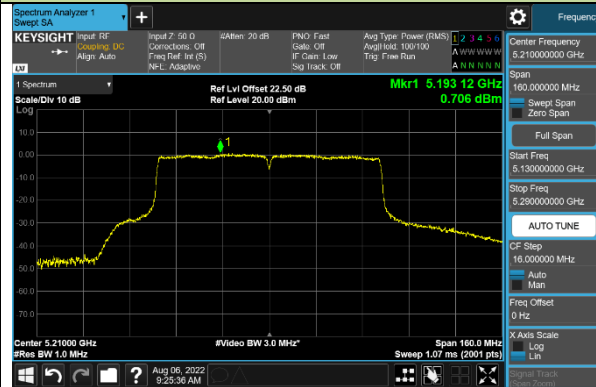 Spectrum Analyzer 1
Swept SA
Frequenc
KEYSIGHT
Input: RF
Coupling: DC
Align: Auto
Input Z: 50 Ω
Corrections: Off
Freq Ref: Int (S)
NFE: Adaptive
#Atten: 20 dB
PNO: Fast
Gate: Off
IF Gain: Low
Sig Track: Off
Avg Type: Power (RMS)
Avg|Hold: 100/100
Trig: Free Run
1 2 3 4 5 6
A W W W W W
A N N N N N
LXI
1 Spectrum
Scale/Div 10 dB
Log
Ref Lvl Offset 22.50 dB
Ref Level 20.00 dBm
Mkr1 5.193 12 GHz
0.706 dBm
1
10.0
0.00
-10.0
-20.0
-30.0
-40.0
-50.0
-60.0
-70.0
Center 5.21000 GHz
#Res BW 1.0 MHz
#Video BW 3.0 MHz*
Span 160.0 MHz
Sweep 1.07 ms (2001 pts)
Center Frequency
5.210000000 GHz
Span
160.000000 MHz
Swept Span
Zero Span
Full Span
Start Freq
5.130000000 GHz
Stop Freq
5.290000000 GHz
AUTO TUNE
CF Step
16.000000 MHz
Auto
Man
Freq Offset
0 Hz
X Axis Scale
Log
Lin
Signal Track
(Span Zoom)
?
Aug 06, 2022
9:25:36 AM